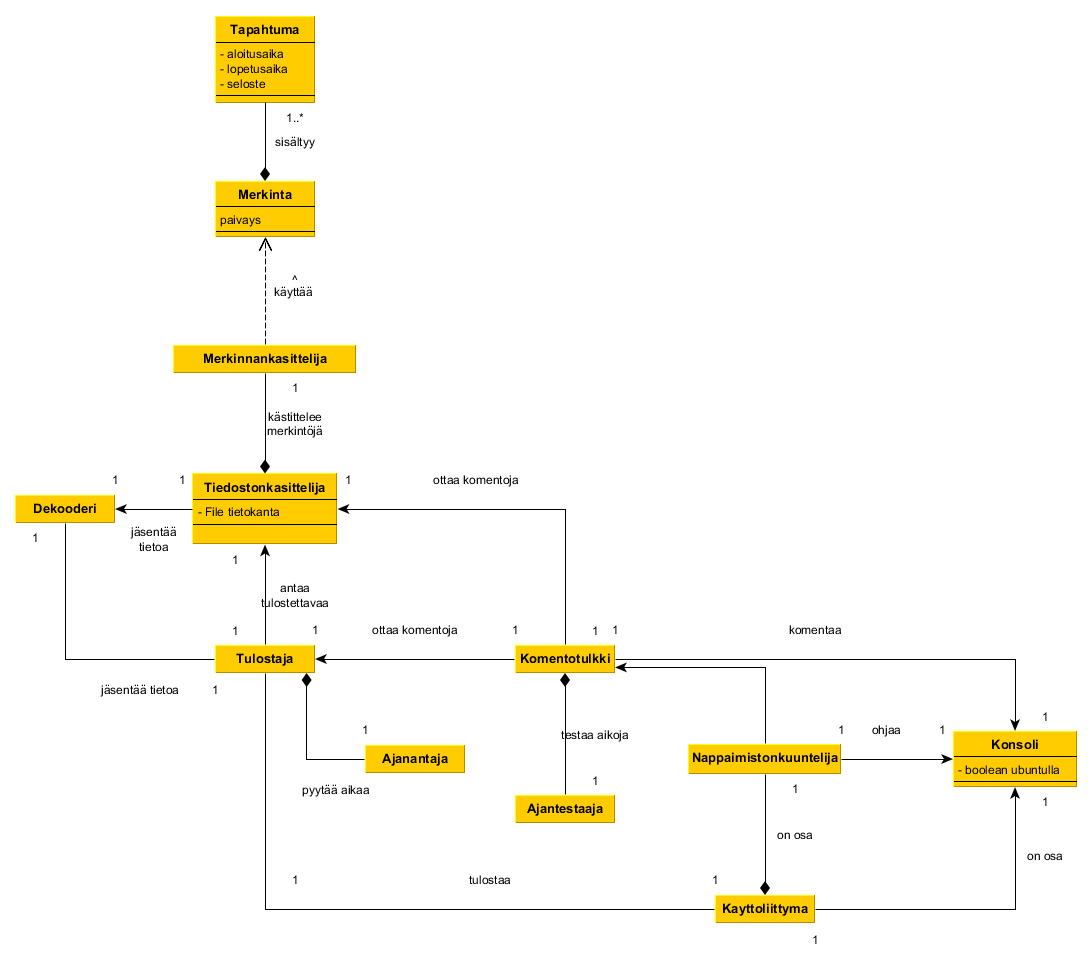 Tapahtuma
- aloitusaika
- lopetusaika
- seloste
1..*
sisältyy
Merkinta
paivays
^
käyttää
Merkinnankasittelija
1
kästittelee
merkintöjä
1
1
Tiedostonkasittelija
1
ottaa komentoja
Dekooderi
- File tietokanta
1
jäsentää
tietoa
1
antaa
tulostettavaa
1
1
ottaa komentoja
1
1
1
komentaa
Tulostaja
Komentotulkki
jäsentää tietoa
1
1
1
1
ohjaa
1
testaa aikoja
Konsoli
Ajanantaja
Nappaimistonkuuntelija
- boolean ubuntulla
pyytää aikaa
1
1
1
Ajantestaaja
on osa
on osa
1
tulostaa
1
Kayttoliittyma
1